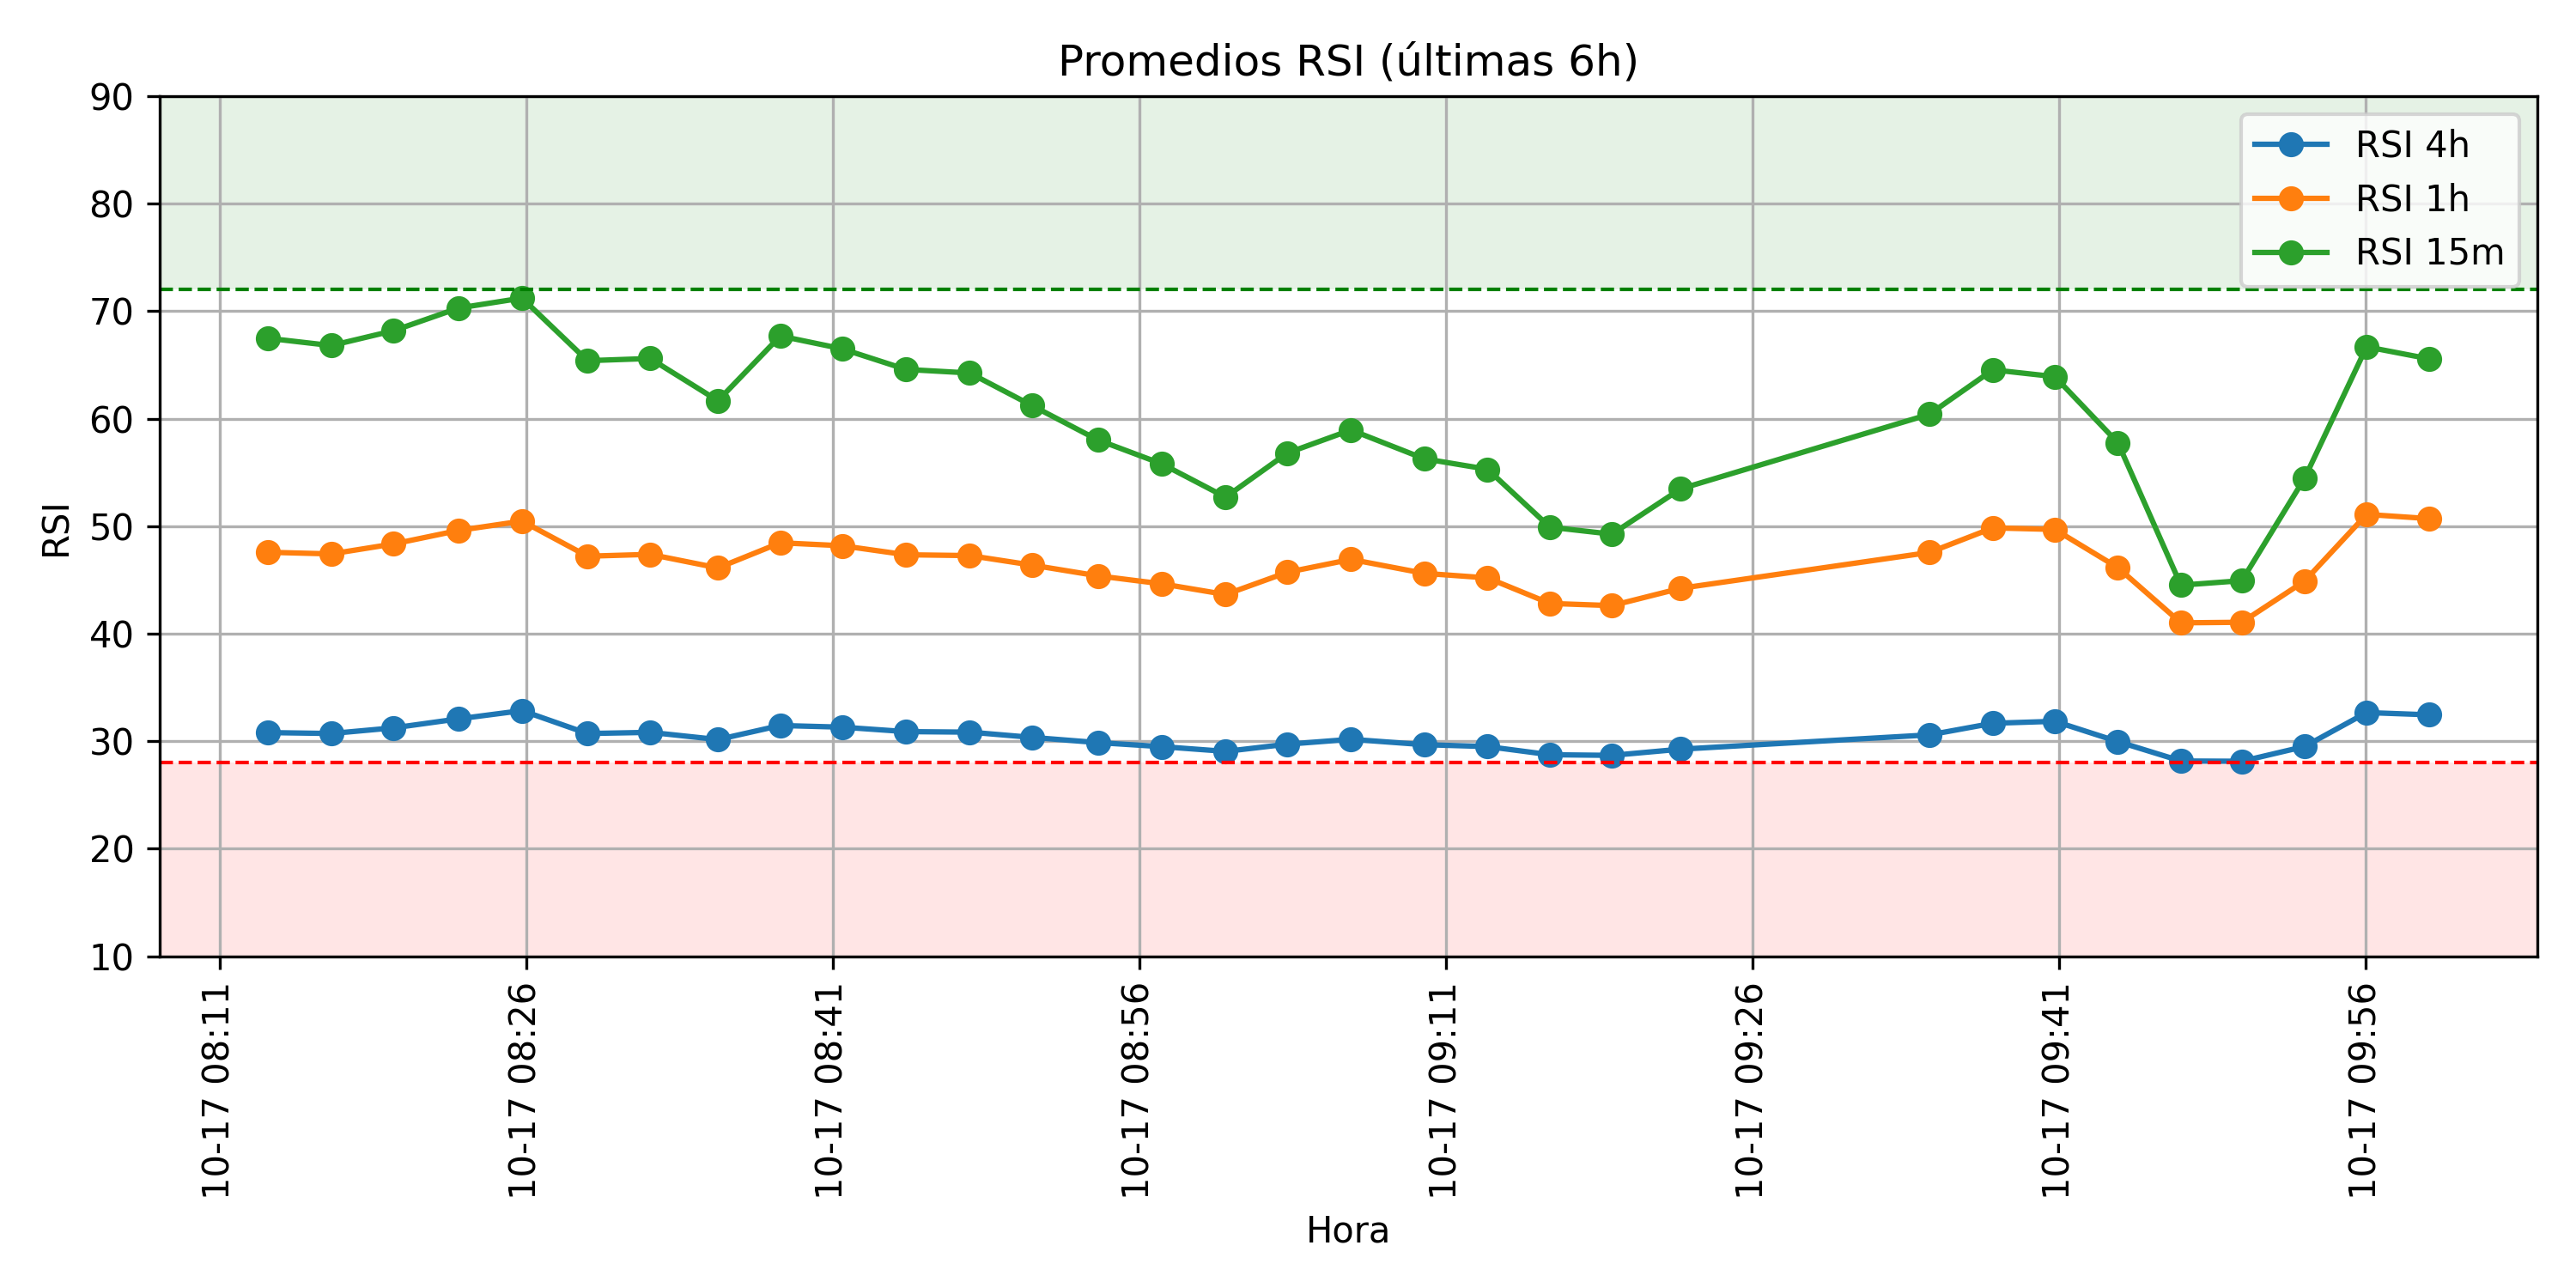 Promedios RSI (últimas 6h)
90
80
70
60
50
40
30
20
10
RSI
RSI 4h
RSI 1h
RSI 15m
10-17 08:11
10-17 08:26
10-17 08:41
10-17 08:56
10-17 09:11
10-17 09:26
10-17 09:41
10-17 09:56
Hora